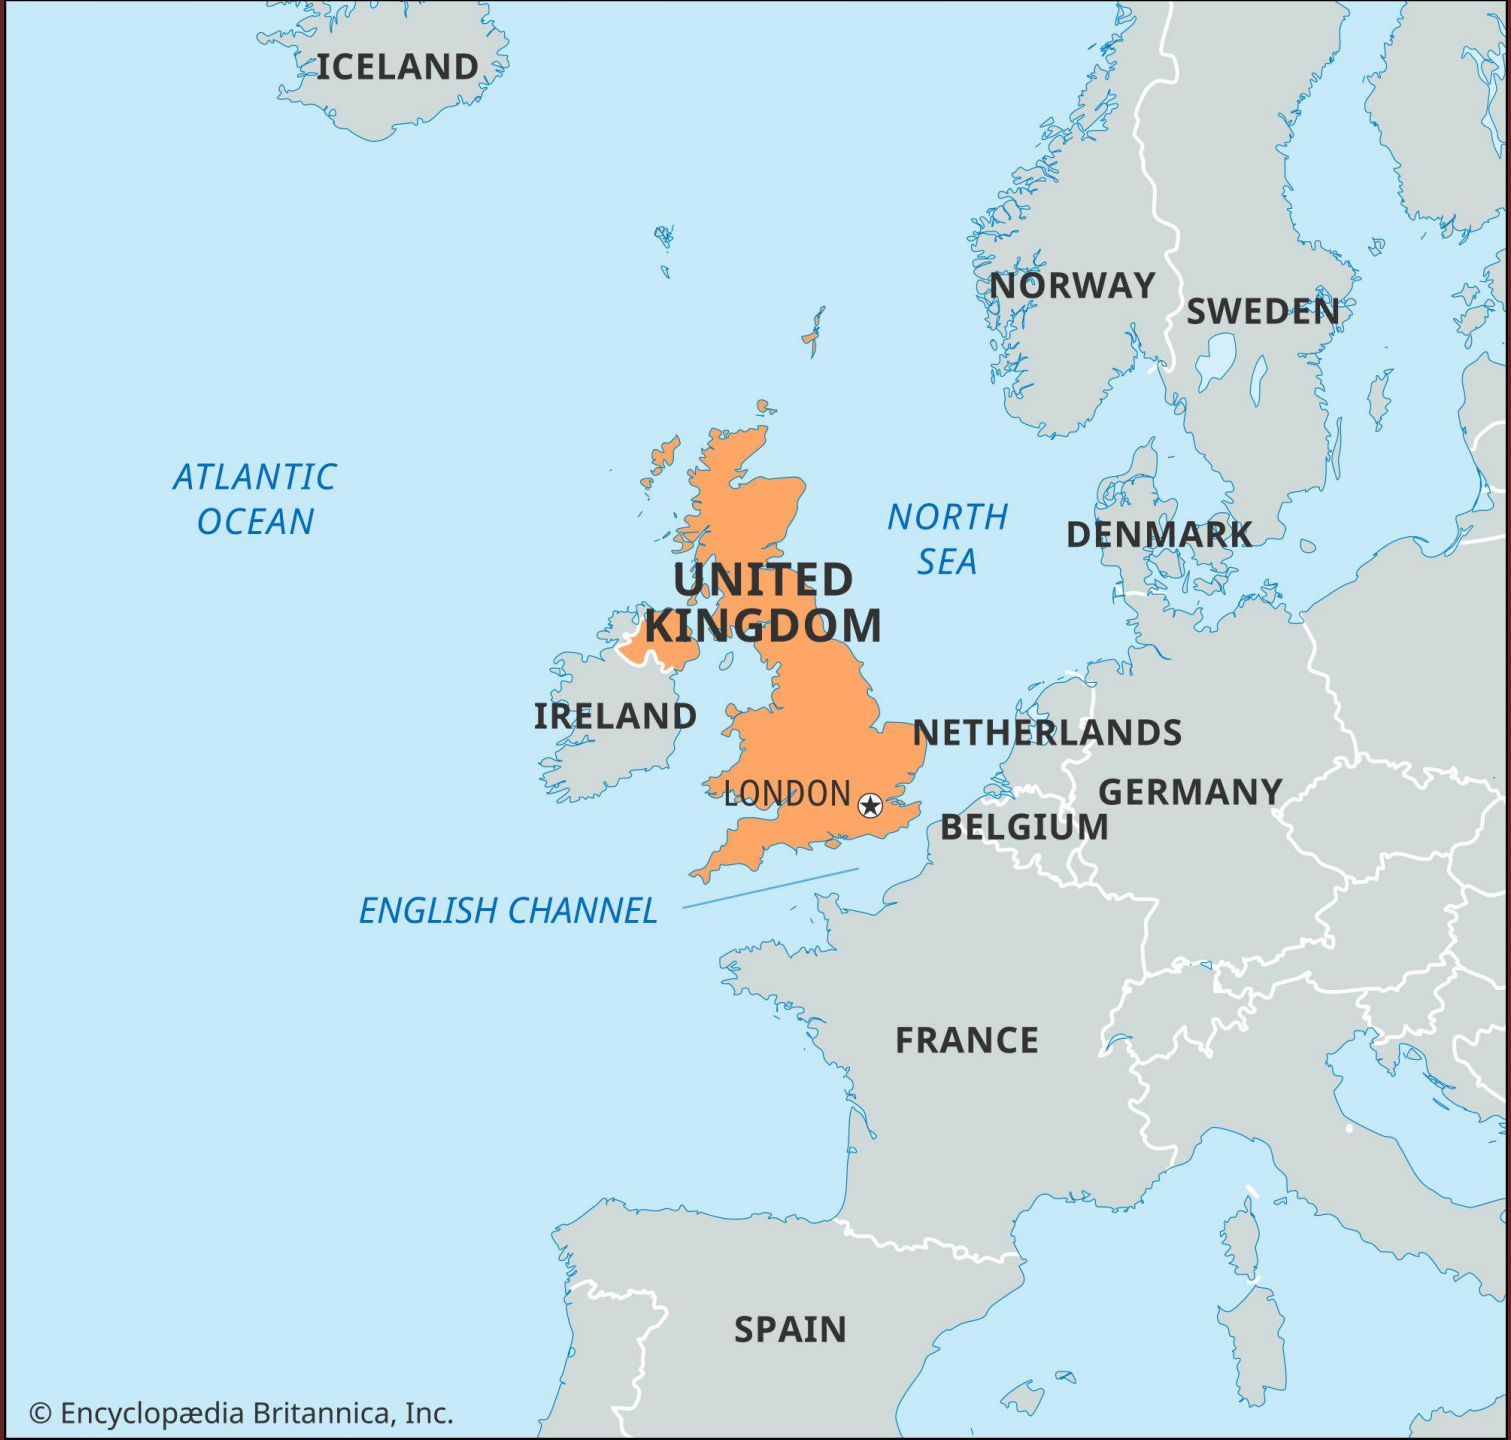 ICELAND
NORWAY
SWEDEN
ATLANTIC
OCEAN
NORTH
SEA
DENMARK
UNITED
KINGDOM
IRELAND
NETHERLANDS
LONDON
GERMANY
BELGIUM
ENGLISH CHANNEL
FRANCE
SPAIN
© Encyclopædia Britannica, Inc.